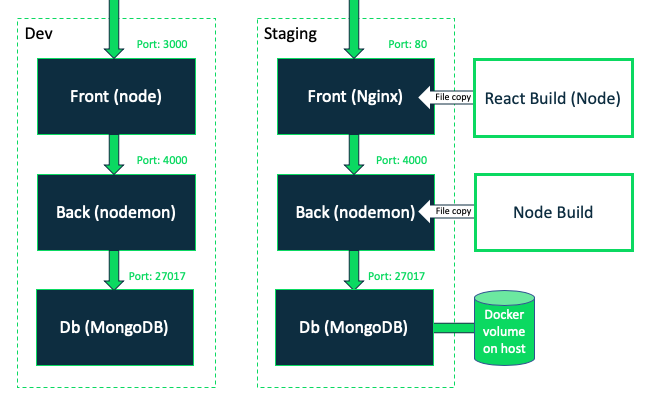 Dev
Port: 3000
Front (node)
Port: 4000
Back (nodemon)
Port: 27017
Db (MongoDB)
Staging
Port: 80
Front (Nginx)
File copy
React Build (Node)
Port: 4000
Back (nodemon)
File copy
Node Build
Port: 27017
Db (MongoDB)
Docker
volume
on host